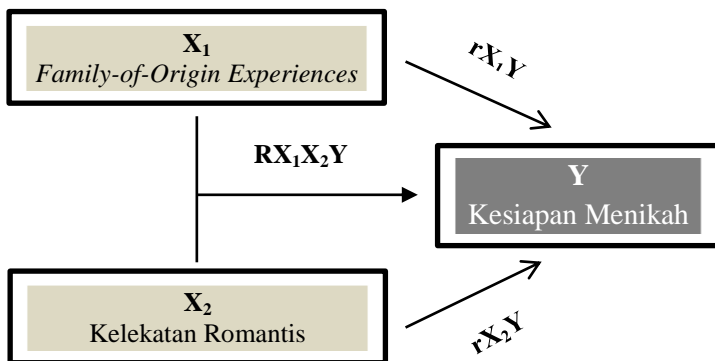 X₁
Family-of-Origin Experiences
rX₁Y
RX₁X₂Y
Y
Kesiapan Menikah
X₂
Kelekatan Romantis
rX₂Y